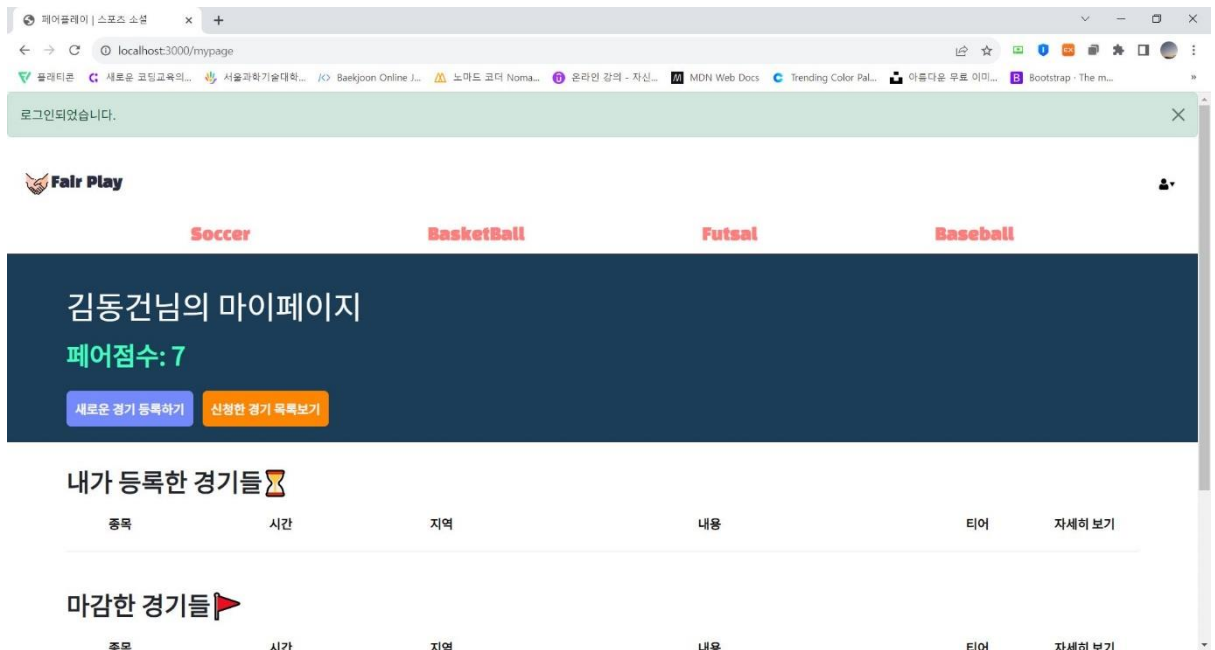 페어플레이 | 스포츠 소셜
localhost:3000/mypage
플래티콘 새로운 코딩교육의... 서울과학기술대학... Baekjoon Online J... 노마드 코더 Noma... 온라인 강의 - 자신... MDN Web Docs Trending Color Pal... 아름다운 무료 이미... Bootstrap · The m...
로그인되었습니다.
Fair Play
Soccer BasketBall Futsal Baseball
김동건님의 마이페이지
페어점수: 7
새로운 경기 등록하기 신청한 경기 목록보기
내가 등록한 경기들
종목 시간 지역 내용 티어 자세히 보기
마감한 경기들
종목 시간 지역 내용 티어 자세히 보기